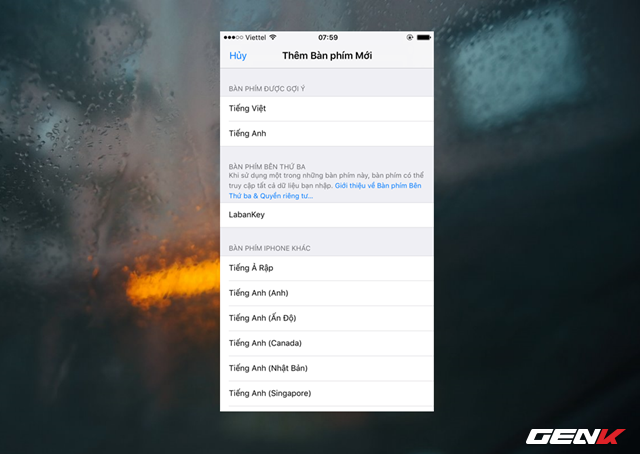 Viettel 07:59
Hủy Thêm Bàn phím Mới
BÀN PHÍM ĐƯỢC GỢI Ý
Tiếng Việt
Tiếng Anh
BÀN PHÍM BÊN THỨ BA
Khi sử dụng một trong những bàn phím này, bàn phím có thể
truy cập tất cả dữ liệu bạn nhập. Giới thiệu về Bàn phím Bên
Thứ ba & Quyền riêng tư...
LabanKey
BÀN PHÍM IPHONE KHÁC
Tiếng Ả Rập
Tiếng Anh (Anh)
Tiếng Anh (Ấn Độ)
Tiếng Anh (Canada)
Tiếng Anh (Nhật Bản)
Tiếng Anh (Singapore)
GENK